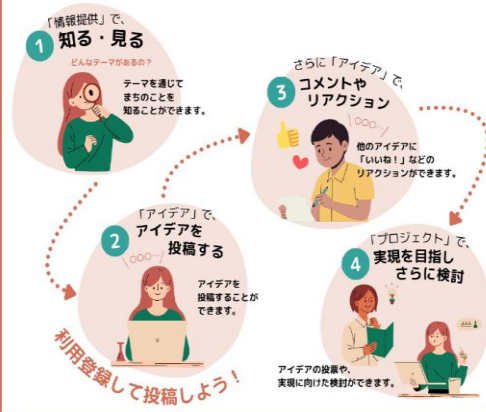 「情報提供」で、
1 知る・見る
どんなテーマがあるの？
テーマを通じて
まちのことを
知ることができます。
「アイデア」で、
2 アイデアを
投稿する
\○○○…/
アイデアを
投稿することが
できます。
利用登録して投稿しよう！
さらに「アイデア」で、
3 コメントや
リアクション
\○○○…/
他のアイデアに
「いいね！」などの
リアクションができます。
「プロジェクト」で、
4 実現を目指し
さらに検討
アイデアの投票や、
実現に向けた検討ができます。